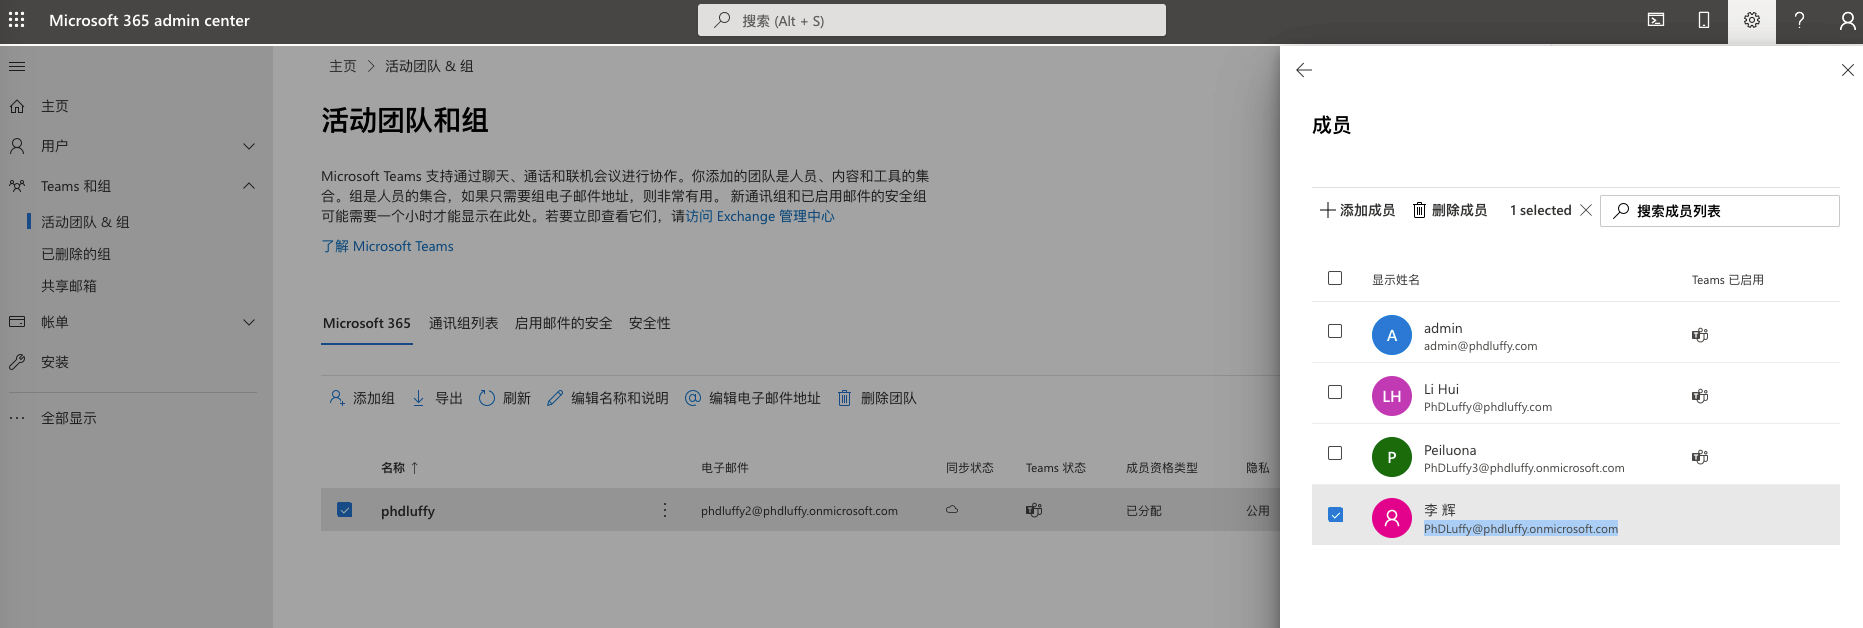 Microsoft 365 admin center
搜索 (Alt + S)
主页
用户
Teams 和组
活动团队 & 组
已删除的组
共享邮箱
帐单
安装
全部显示
主页 > 活动团队 & 组
活动团队和组
Microsoft Teams 支持通过聊天、通话和联机会议进行协作。你添加的团队是人员、内容和工具的集
合。组是人员的集合，如果只需要组电子邮件地址，则非常有用。 新通讯组和已启用邮件的安全组
可能需要一个小时才能显示在此处。若要立即查看它们，请访问 Exchange 管理中心
了解 Microsoft Teams
Microsoft 365 通讯组列表 启用邮件的安全 安全性
添加组 导出 刷新 编辑名称和说明 编辑电子邮件地址 删除团队
名称 ↑ 电子邮件 同步状态 Teams 状态 成员资格类型 隐私
phdluffy phdluffy2@phdluffy.onmicrosoft.com 已分配 公用
成员
添加成员 删除成员 1 selected 搜索成员列表
显示姓名 Teams 已启用
A admin
admin@phdluffy.com
LH Li Hui
PhDLuffy@phdluffy.com
P Peiluona
PhDLuffy3@phdluffy.onmicrosoft.com
李 辉
PhDLuffy@phdluffy.onmicrosoft.com